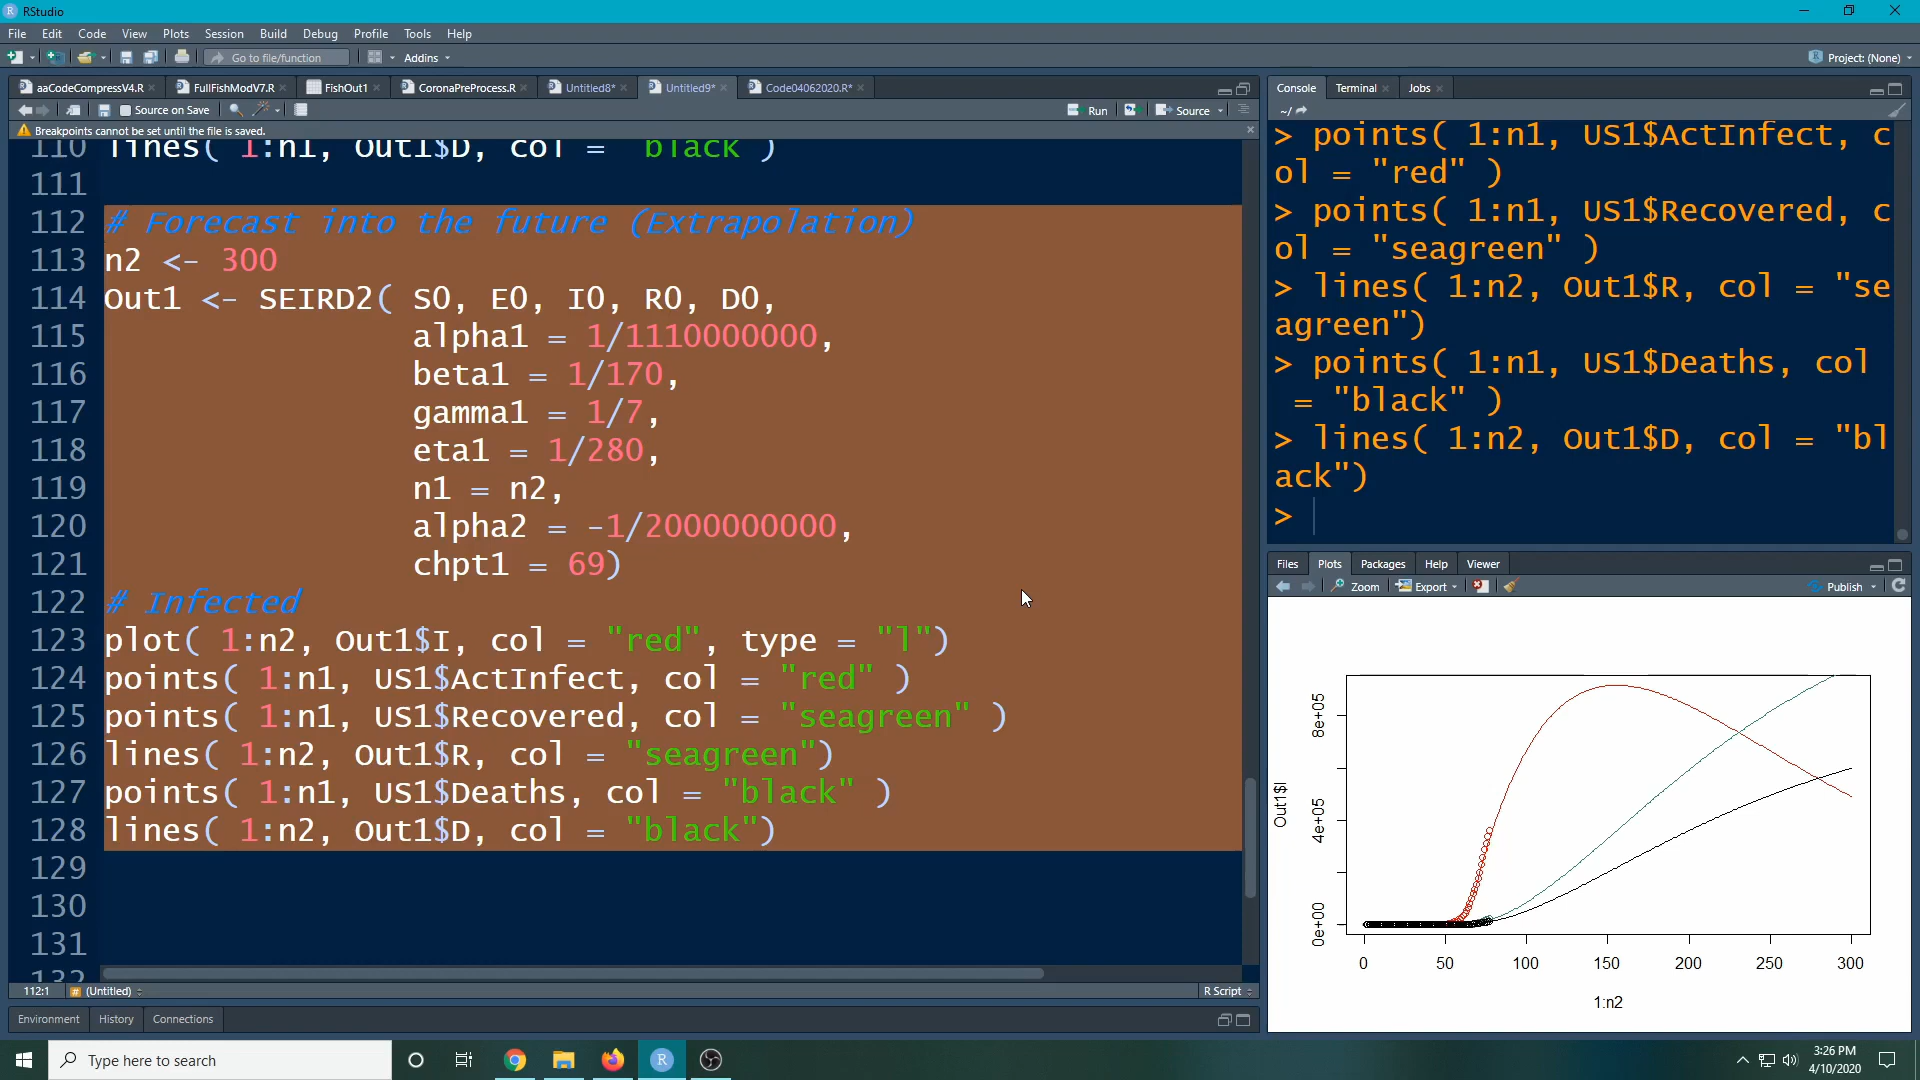 RStudio
File Edit Code View Plots Session Build Debug Profile Tools Help
Go to file/function Addins Project: (None)
aaCodeCompressV4.R FullFishModV7.R FishOut1 CoronaPreProcess.R Untitled8* Untitled9* Code04062020.R*
Source on Save Run Source
Breakpoints cannot be set until the file is saved.
110 lines( 1:n1, Out1$D, col = "black" )
111
112 # Forecast into the future (Extrapolation)
113 n2 <- 300
114 Out1 <- SEIRD2( S0, E0, I0, R0, D0,
115 alpha1 = 1/1110000000,
116 beta1 = 1/170,
117 gamma1 = 1/7,
118 eta1 = 1/280,
119 n1 = n2,
120 alpha2 = -1/2000000000,
121 chpt1 = 69)
122 # Infected
123 plot( 1:n2, Out1$I, col = "red", type = "l")
124 points( 1:n1, US1$ActInfect, col = "red" )
125 points( 1:n1, US1$Recovered, col = "seagreen" )
126 lines( 1:n2, Out1$R, col = "seagreen")
127 points( 1:n1, US1$Deaths, col = "black" )
128 lines( 1:n2, Out1$D, col = "black")
129
130
131
132
112:1 (Untitled) R Script
Environment History Connections
Console Terminal Jobs
~/
> points( 1:n1, US1$ActInfect, c
ol = "red" )
> points( 1:n1, US1$Recovered, c
ol = "seagreen" )
> lines( 1:n2, Out1$R, col = "se
agreen")
> points( 1:n1, US1$Deaths, col
= "black" )
> lines( 1:n2, Out1$D, col = "bl
ack")
>
Files Plots Packages Help Viewer
Zoom Export Publish
Out1$I
8e+05
4e+05
0e+00
0 50 100 150 200 250 300
1:n2
Type here to search
3:26 PM
4/10/2020